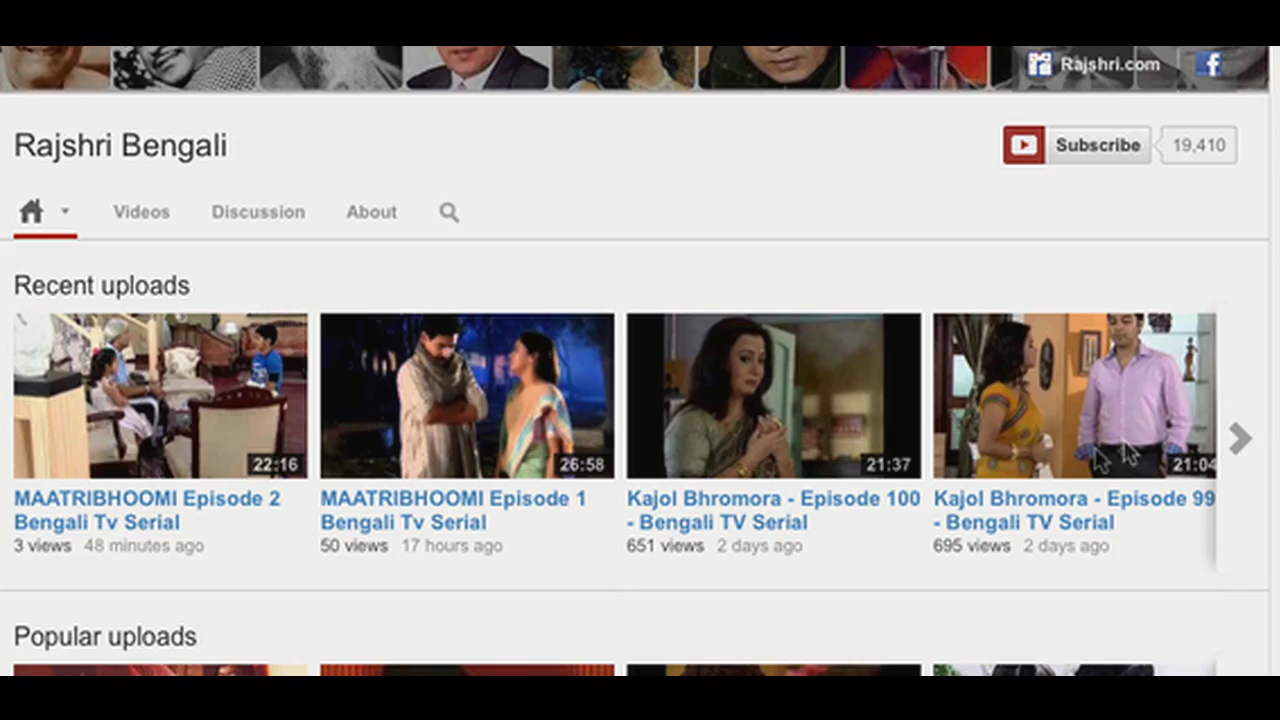 Rajshri.com
Rajshri Bengali
Subscribe 19,410
Videos Discussion About
Recent uploads
22:16 26:58 21:37 21:04
MAATRIBHOOMI Episode 2 MAATRIBHOOMI Episode 1 Kajol Bhromora - Episode 100 Kajol Bhromora - Episode 99
Bengali Tv Serial Bengali Tv Serial - Bengali TV Serial - Bengali TV Serial
3 views 48 minutes ago 50 views 17 hours ago 651 views 2 days ago 695 views 2 days ago
Popular uploads